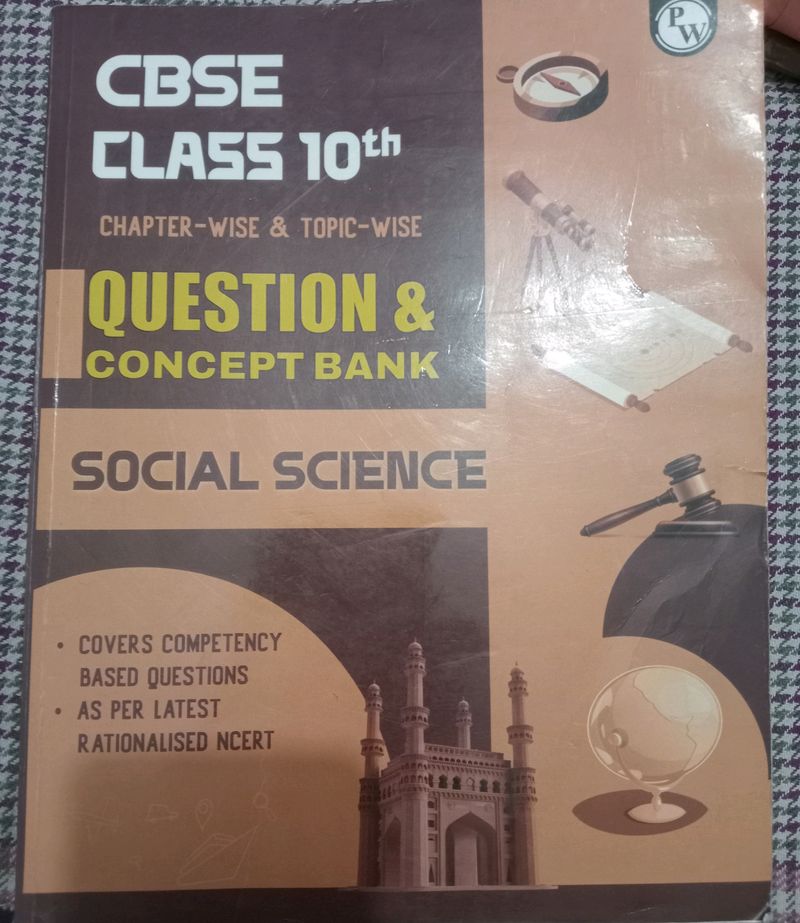 PW
CBSE
CLASS 10th
CHAPTER-WISE & TOPIC-WISE
QUESTION &
CONCEPT BANK
SOCIAL SCIENCE
• COVERS COMPETENCY
BASED QUESTIONS
• AS PER LATEST
RATIONALISED NCERT